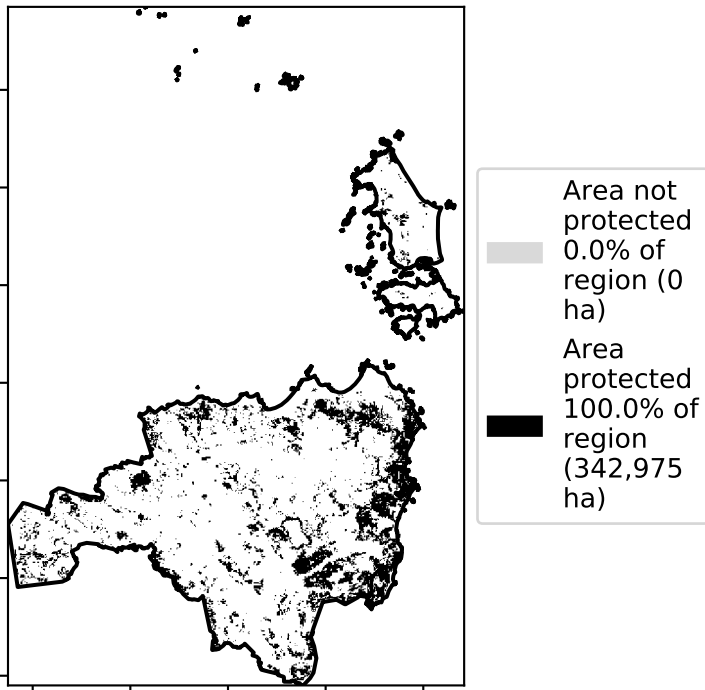 Area not
protected
0.0% of
region (0
ha)
Area
protected
100.0% of
region
(342,975
ha)